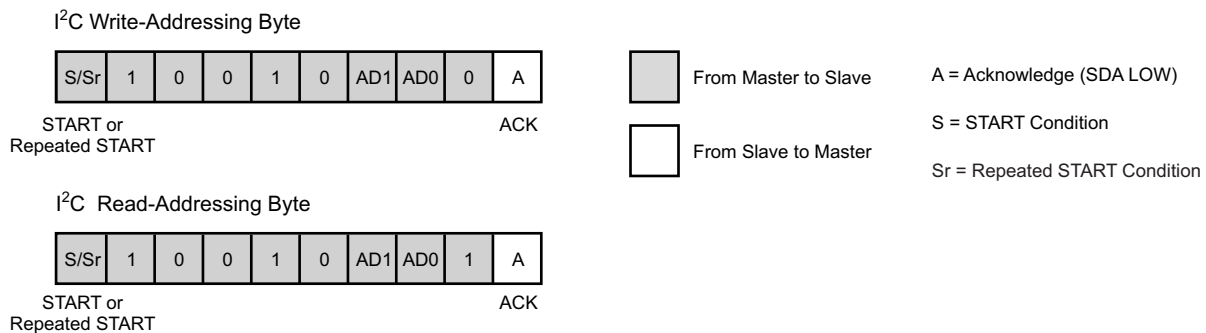 I²C Write-Addressing Byte
S/Sr 1 0 0 1 0 AD1 AD0 0 A
START or
Repeated START
ACK
From Master to Slave
From Slave to Master
A = Acknowledge (SDA LOW)
S = START Condition
Sr = Repeated START Condition
I²C Read-Addressing Byte
S/Sr 1 0 0 1 0 AD1 AD0 1 A
START or
Repeated START
ACK